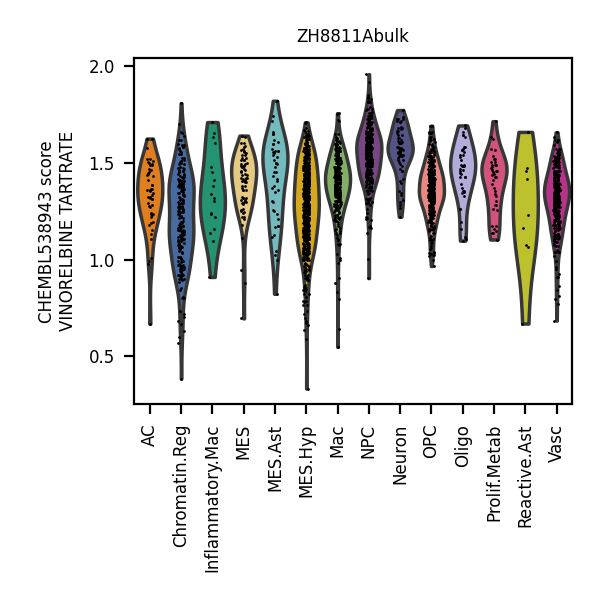 ZH8811Abulk
CHEMBL538943 score
VINORELBINE TARTRATE
2.0
1.5
1.0
0.5
AC
Chromatin.Reg
Inflammatory.Mac
MES
MES.Ast
MES.Hyp
Mac
NPC
Neuron
OPC
Oligo
Prolif.Metab
Reactive.Ast
Vasc